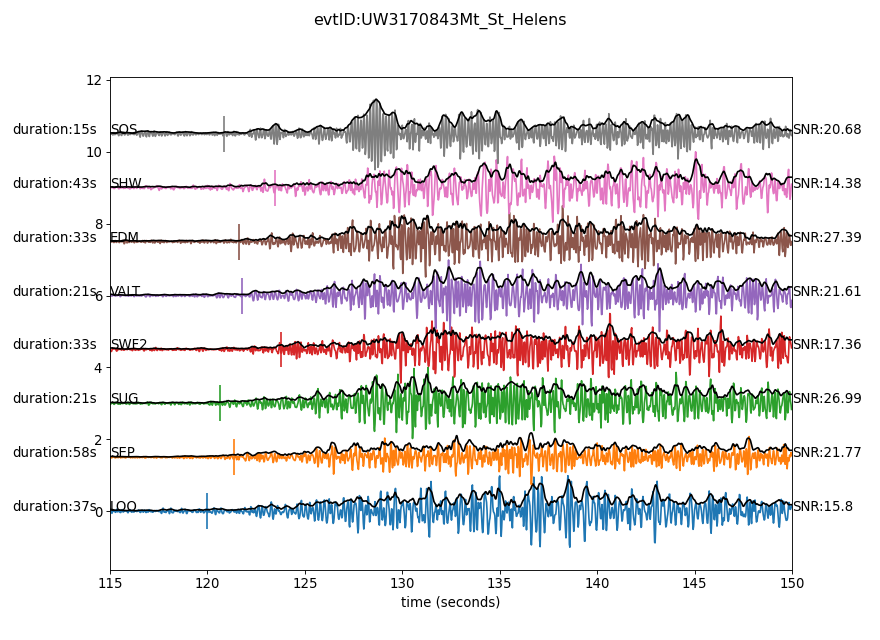 evtID:UW3170843Mt_St_Helens
12
duration:15s SOS SNR:20.68
10
duration:43s SHW SNR:14.38
8
duration:33s EDM SNR:27.39
duration:21s VALT SNR:21.61
6
duration:33s SWF2 SNR:17.36
4
duration:21s SUG SNR:26.99
2
duration:58s SEP SNR:21.77
duration:37s LOO SNR:15.8
0
115 120 125 130 135 140 145 150
time (seconds)